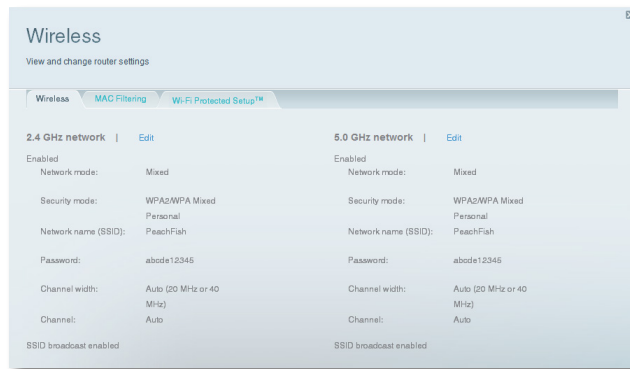 Wireless
View and change router settings
Wireless MAC Filtering Wi-Fi Protected Setup™
2.4 GHz network | Edit
Enabled
Network mode: Mixed
Security mode: WPA2/WPA Mixed
Personal
Network name (SSID): PeachFish
Password: abcde12345
Channel width: Auto (20 MHz or 40
MHz)
Channel: Auto
SSID broadcast enabled
5.0 GHz network | Edit
Enabled
Network mode: Mixed
Security mode: WPA2/WPA Mixed
Personal
Network name (SSID): PeachFish
Password: abcde12345
Channel width: Auto (20 MHz or 40
MHz)
Channel: Auto
SSID broadcast enabled